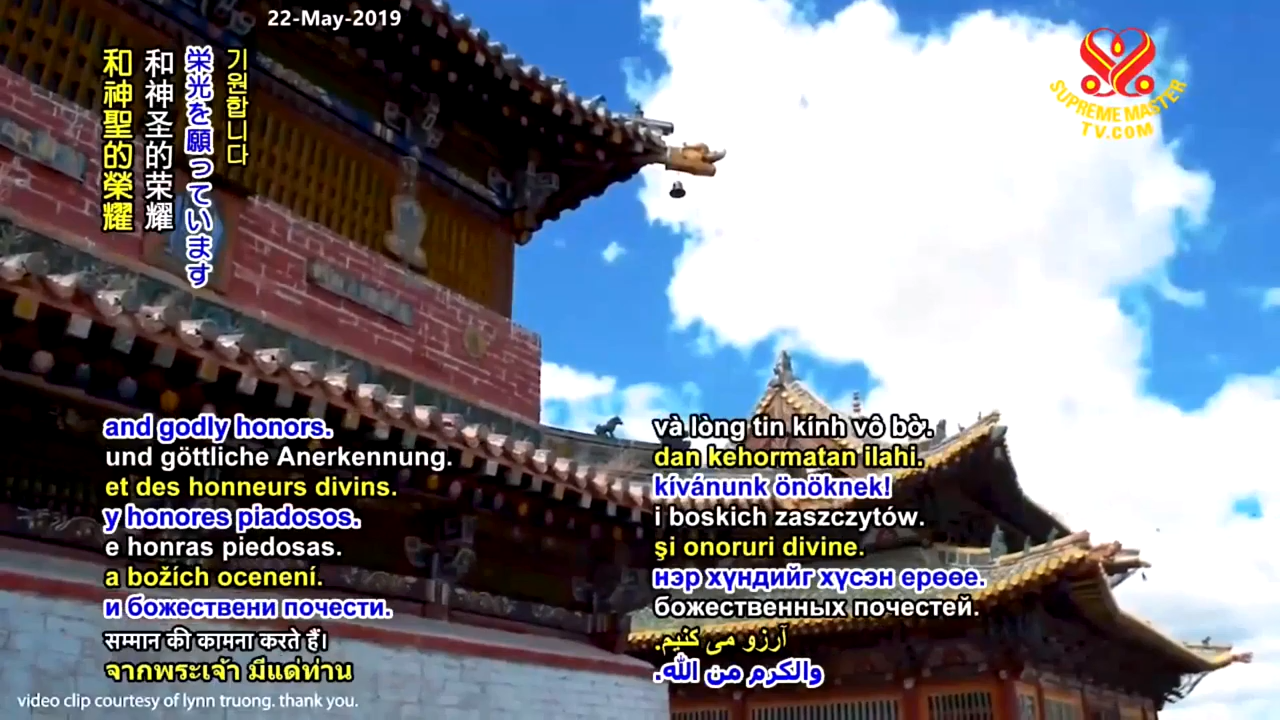 22-May-2019
SUPREME MASTER
TV.COM
기원합니다
栄光を願っています
和神圣的荣耀
和神聖的榮耀
and godly honors.
und göttliche Anerkennung.
et des honneurs divins.
y honores piadosos.
e honras piedosas.
a božích ocenení.
и божествени почести.
सम्मान की कामना करते हैं।
จากพระเจ้า มีแด่ท่าน
và lòng tin kính vô bờ.
dan kehormatan ilahi.
kívánunk önöknek!
i boskich zaszczytów.
şi onoruri divine.
нэр хүндийг хүсэн ерөөе.
божественных почестей.
آرزو می کنیم.
والكرم من الله.
video clip courtesy of lynn truong. thank you.